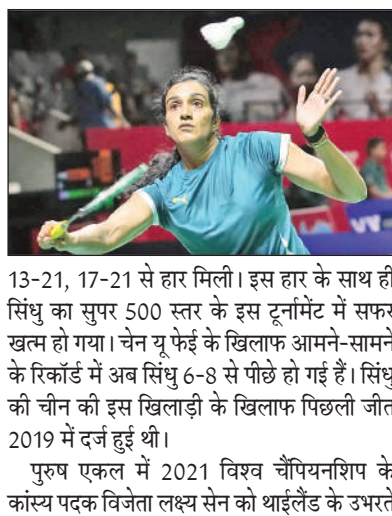 13-21, 17-21 से हार मिली। इस हार के साथ ही
सिंधु का सुपर 500 स्तर के इस टूर्नामेंट में सफर
खत्म हो गया। चेन यू फेई के खिलाफ आमने-सामने
के रिकॉर्ड में अब सिंधु 6-8 से पीछे हो गई हैं। सिंधु
की चीन की इस खिलाड़ी के खिलाफ पिछली जीत
2019 में दर्ज हुई थी।
पुरुष एकल में 2021 विश्व चैंपियनशिप के
कांस्य पदक विजेता लक्ष्य सेन को थाईलैंड के उभरते